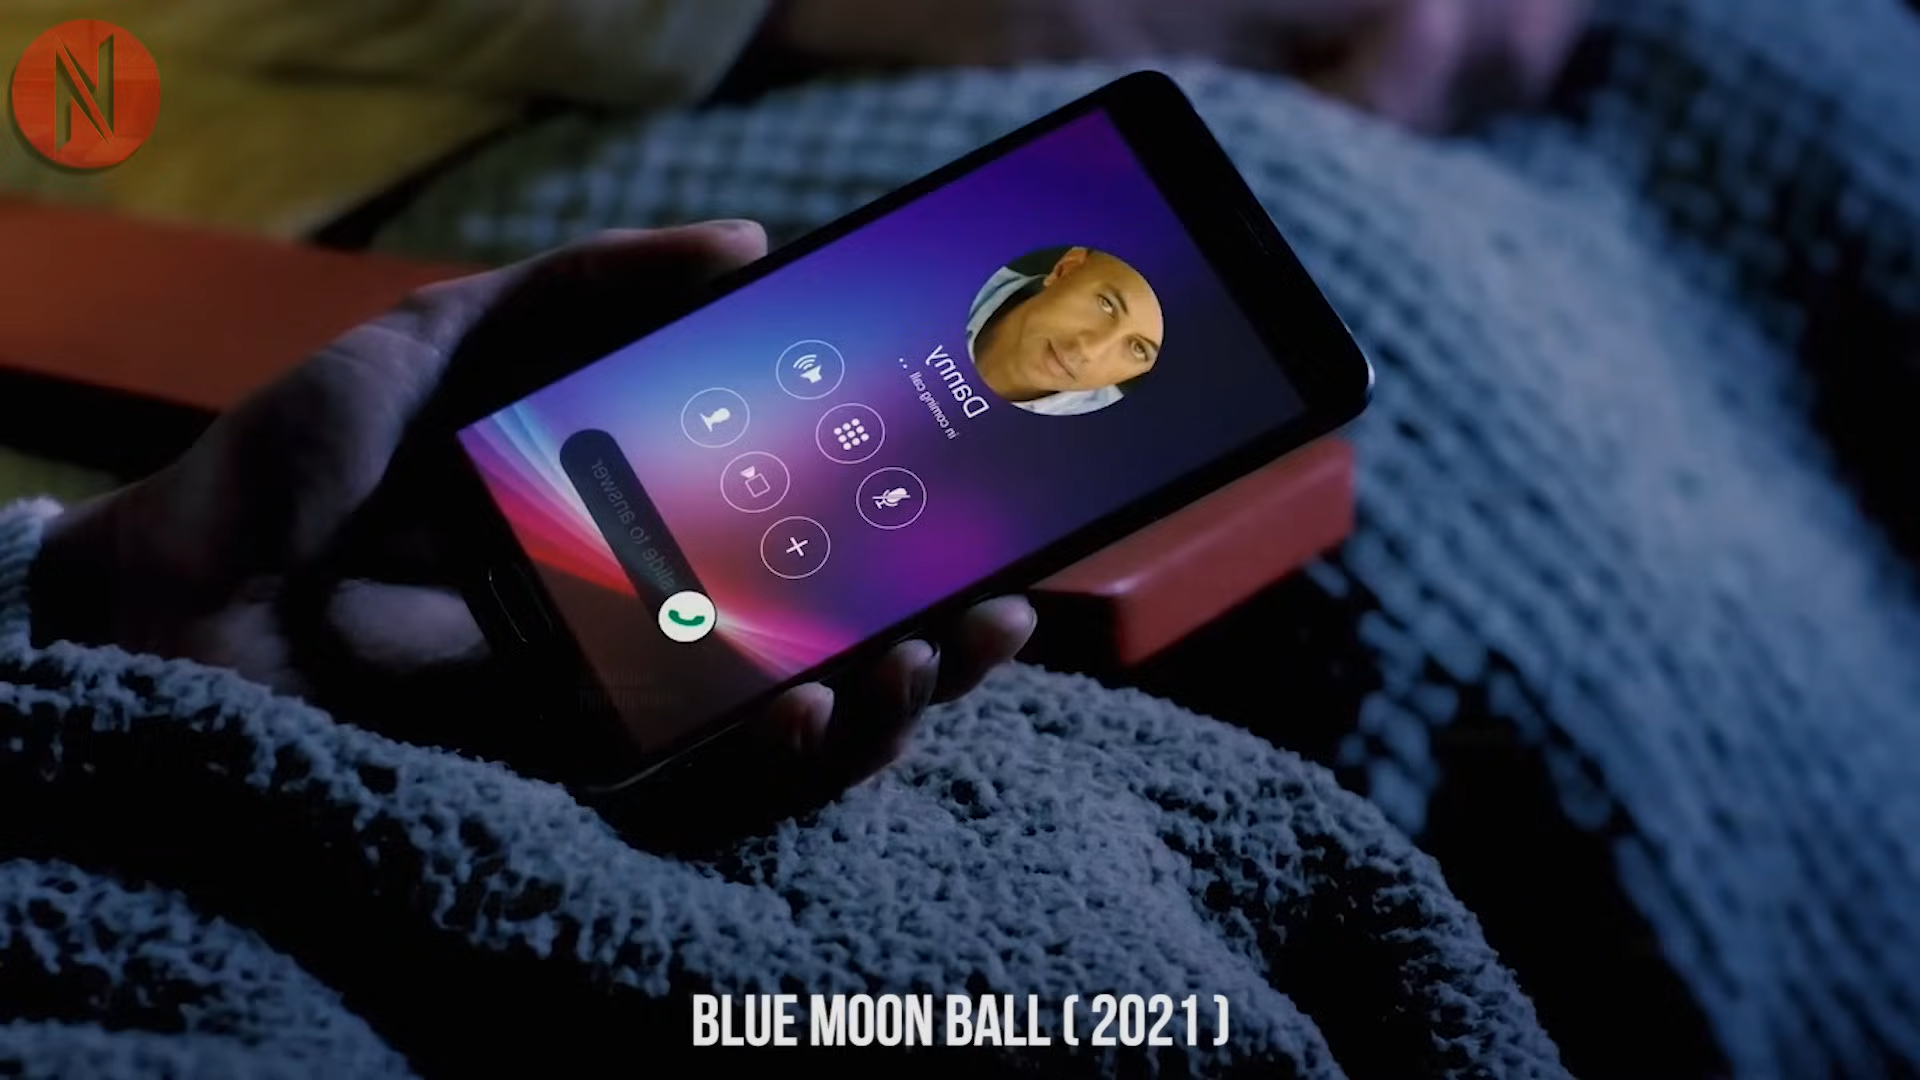 N
Danny
in coming call
..
slide to answer
BLUE MOON BALL ( 2021 )